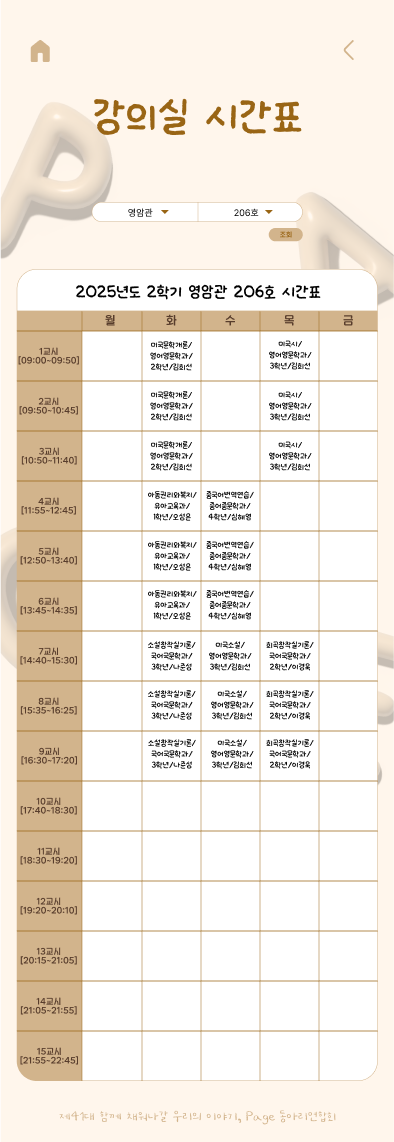 강의실 시간표
영암관 206호
조회
2025년도 2학기 영암관 206호 시간표
월 화 수 목 금
1교시
[09:00~09:50]
미국문학개론/
영어영문학과/
2학년/김희선
미국시/
영어영문학과/
3학년/김희선
2교시
[09:50~10:45]
미국문학개론/
영어영문학과/
2학년/김희선
미국시/
영어영문학과/
3학년/김희선
3교시
[10:50~11:40]
미국문학개론/
영어영문학과/
2학년/김희선
미국시/
영어영문학과/
3학년/김희선
4교시
[11:55~12:45]
아동권리와복지/
유아교육과/
1학년/오성은
중국어번역연습/
중어중문학과/
4학년/심혜영
5교시
[12:50~13:40]
아동권리와복지/
유아교육과/
1학년/오성은
중국어번역연습/
중어중문학과/
4학년/심혜영
6교시
[13:45~14:35]
아동권리와복지/
유아교육과/
1학년/오성은
중국어번역연습/
중어중문학과/
4학년/심혜영
7교시
[14:40~15:30]
소설창작실기론/
국어국문학과/
3학년/나준성
미국소설/
영어영문학과/
3학년/김희선
희곡창작실기론/
국어국문학과/
2학년/이경욱
8교시
[15:35~16:25]
소설창작실기론/
국어국문학과/
3학년/나준성
미국소설/
영어영문학과/
3학년/김희선
희곡창작실기론/
국어국문학과/
2학년/이경욱
9교시
[16:30~17:20]
소설창작실기론/
국어국문학과/
3학년/나준성
미국소설/
영어영문학과/
3학년/김희선
희곡창작실기론/
국어국문학과/
2학년/이경욱
10교시
[17:40~18:30]
11교시
[18:30~19:20]
12교시
[19:20~20:10]
13교시
[20:15~21:05]
14교시
[21:05~21:55]
15교시
[21:55~22:45]
제41대 함께 채워나갈 우리의 이야기, Page 동아리연합회